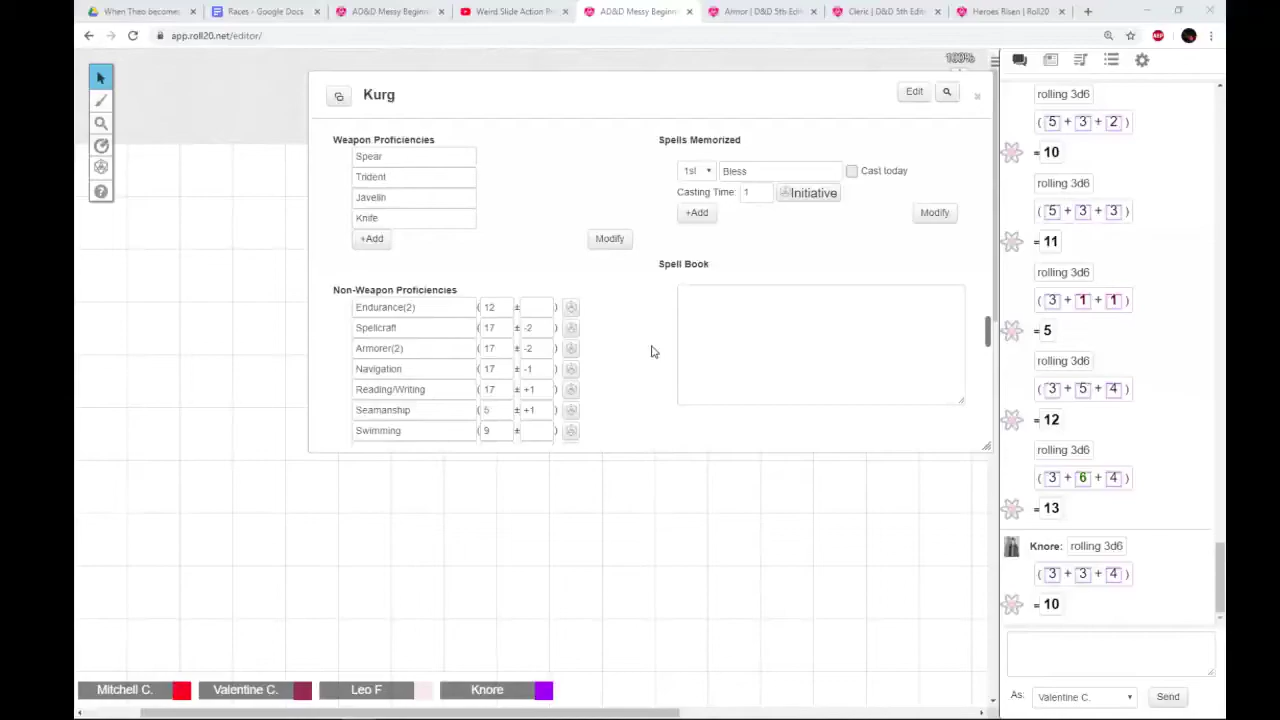 When Theo becomes
Races - Google Docs
AD&D Messy Beginn
Weird Slide Action Pr
AD&D Messy Beginn
Armor | D&D 5th Edit
Cleric | D&D 5th Edit
Heroes Risen | Roll20
app.roll20.net/editor/
100%
Kurg
Edit
Weapon Proficiencies
Spear
Trident
Javelin
Knife
+Add
Modify
Non-Weapon Proficiencies
Endurance(2) ( 12 ± )
Spellcraft ( 17 ± -2 )
Armorer(2) ( 17 ± -2 )
Navigation ( 17 ± -1 )
Reading/Writing ( 17 ± +1 )
Seamanship ( 5 ± +1 )
Swimming ( 9 ± )
Spells Memorized
1st Bless Cast today
Casting Time: 1 Initiative
+Add
Modify
Spell Book
rolling 3d6
( 5 + 3 + 2 )
= 10
rolling 3d6
( 5 + 3 + 3 )
= 11
rolling 3d6
( 3 + 1 + 1 )
= 5
rolling 3d6
( 3 + 5 + 4 )
= 12
rolling 3d6
( 3 + 6 + 4 )
= 13
Knore: rolling 3d6
( 3 + 3 + 4 )
= 10
As: Valentine C. Send
Mitchell C.
Valentine C.
Leo F
Knore